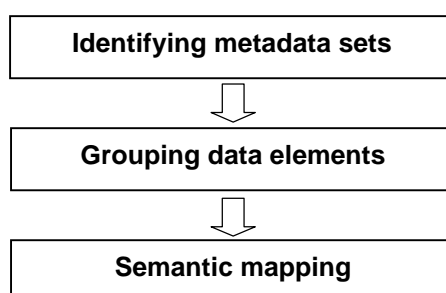 Identifying metadata sets
Grouping data elements
Semantic mapping